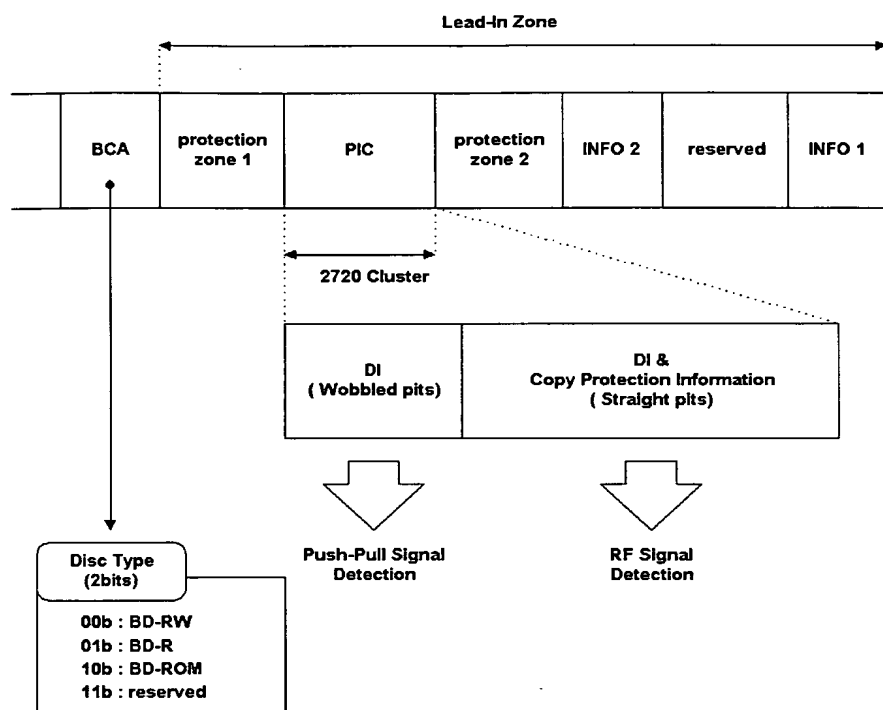 Lead-In Zone
BCA
protection
zone 1
PIC
protection
zone 2
INFO 2
reserved
INFO 1
2720 Cluster
DI
( Wobbled pits)
DI &
Copy Protection Information
( Straight pits)
Push-Pull Signal
Detection
RF Signal
Detection
Disc Type
(2bits)
00b : BD-RW
01b : BD-R
10b : BD-ROM
11b : reserved